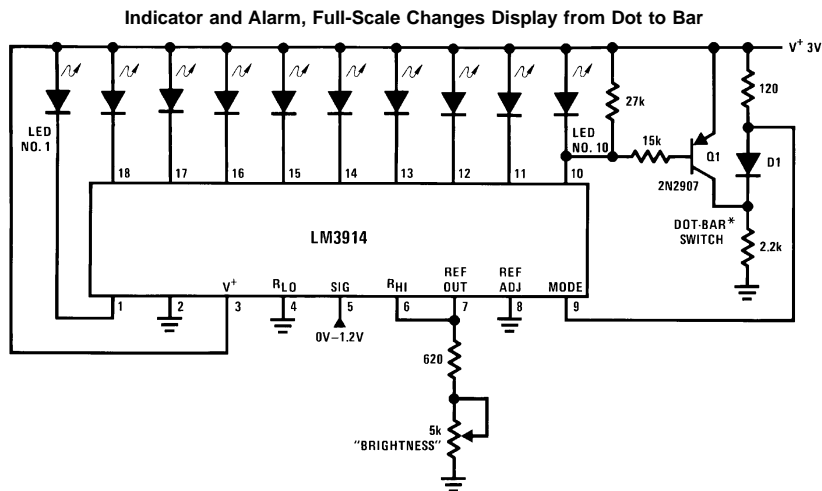 Indicator and Alarm, Full-Scale Changes Display from Dot to Bar
V+ 3V
LED
NO. 1
LED
NO. 10
27k
15k
120
Q1
2N2907
D1
DOT-BAR*
SWITCH
2.2k
18
17
16
15
14
13
12
11
10
LM3914
V+
RLO
SIG
RHI
REF
OUT
REF
ADJ
MODE
1
2
3
4
5
6
7
8
9
0V–1.2V
620
5k
"BRIGHTNESS"